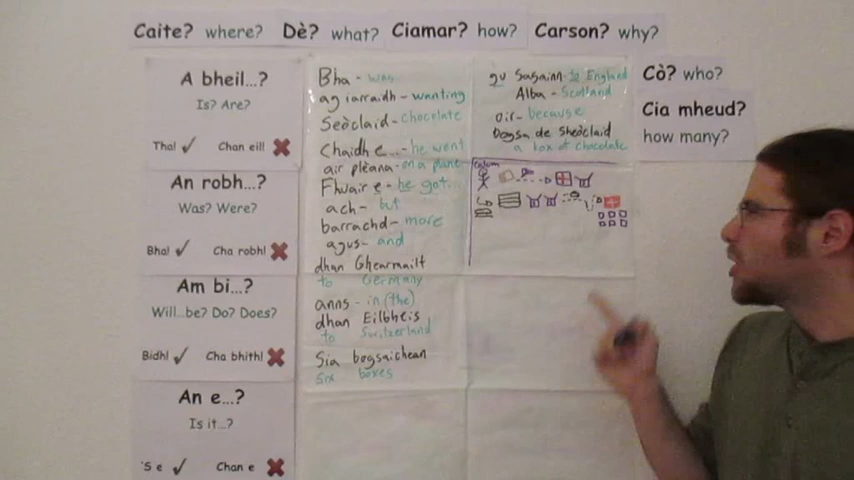 Caite? where? Dè? what? Ciamar? how? Carson? why?
Cò? who?
Cia mheud?
how many?
A bheil...?
Is? Are?
Tha! ✓ Chan eil! ✗
An robh...?
Was? Were?
Bha! ✓ Cha robh! ✗
Am bi...?
Will...be? Do? Does?
Bidh! ✓ Cha bhith! ✗
An e...?
Is it...?
'S e ✓ Chan e ✗
Bha - was
ag iarraidh - wanting
Seòclaid - chocolate
Chaidh e... - he went
air plèana - on a plane
Fhuair e - he got...
ach - but
barrachd - more
agus - and
dhan Ghearmailt
to Germany
anns - in (the)
dhan Eilbheis
to Switzerland
Sia bogsaichean
six boxes
gu Sasainn - to England
Alba - Scotland
oir - because
bogsa de sheòclaid
a box of chocolate
Calum